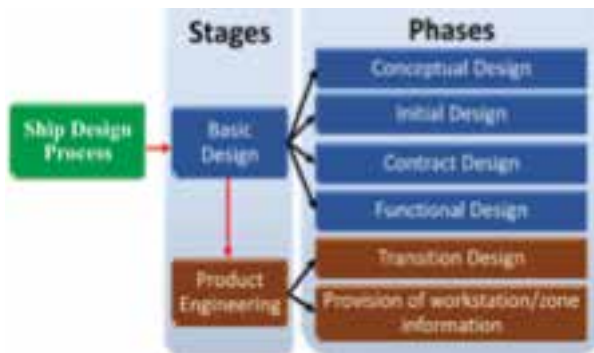 Stages
Phases
Ship Design
Process
Basic
Design
Conceptual Design
Initial Design
Contract Design
Functional Design
Product
Engineering
Transition Design
Provision of workstation/zone
information